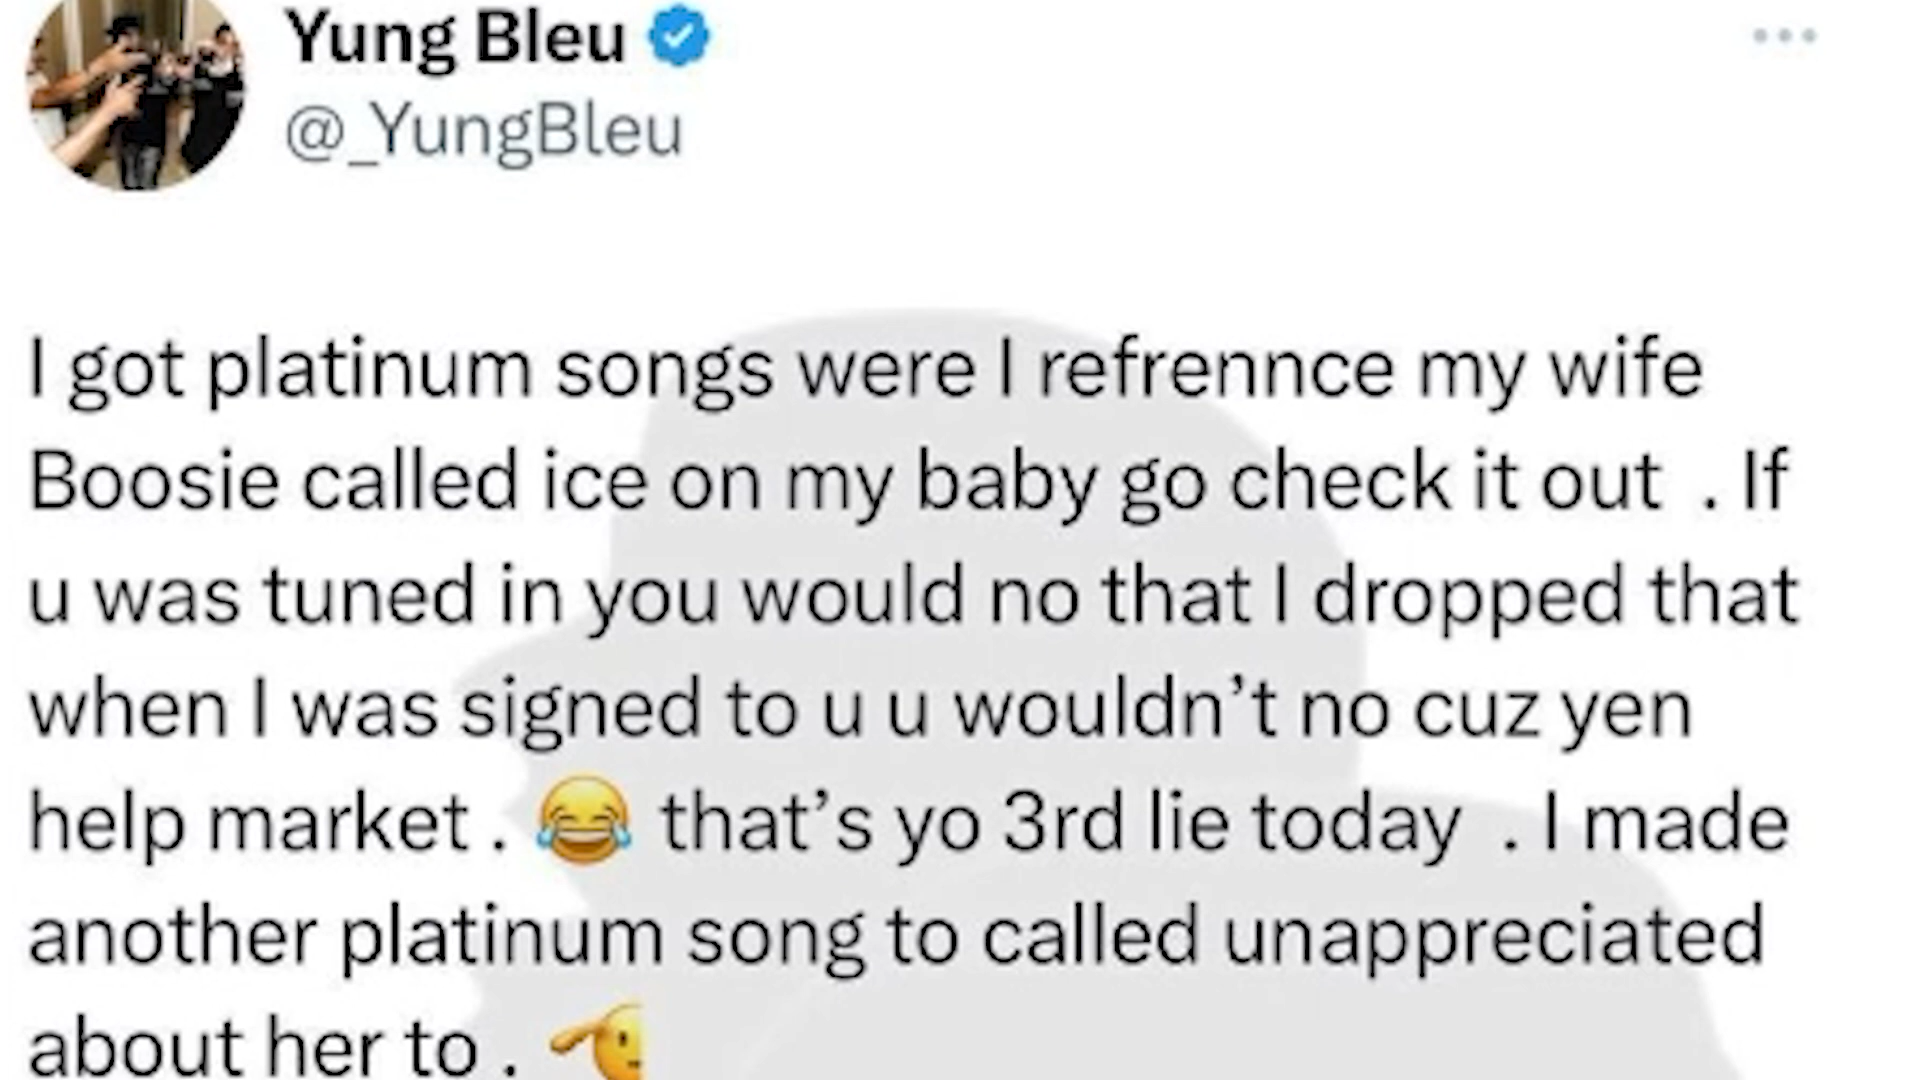 Yung Bleu
@_YungBleu
I got platinum songs were I refrennce my wife
Boosie called ice on my baby go check it out . If
u was tuned in you would no that I dropped that
when I was signed to u u wouldn’t no cuz yen
help market . 😂 that’s yo 3rd lie today . I made
another platinum song to called unappreciated
about her to . 🫡